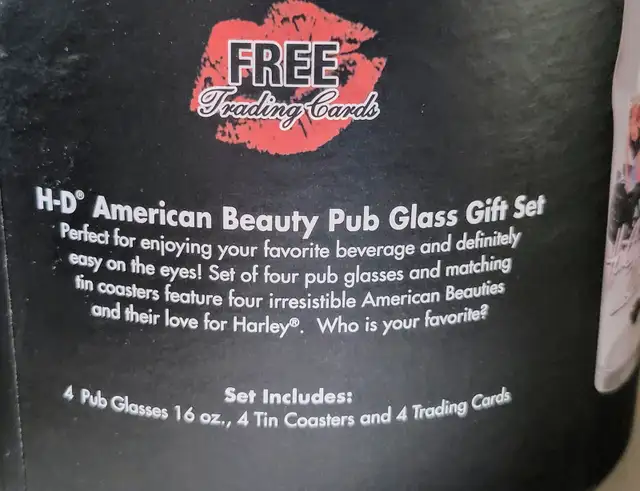 FREE
Trading Cards
H-D® American Beauty Pub Glass Gift Set
Perfect for enjoying your favorite beverage and definitely
easy on the eyes! Set of four pub glasses and matching
tin coasters feature four irresistible American Beauties
and their love for Harley®. Who is your favorite?
Set Includes:
4 Pub Glasses 16 oz., 4 Tin Coasters and 4 Trading Cards